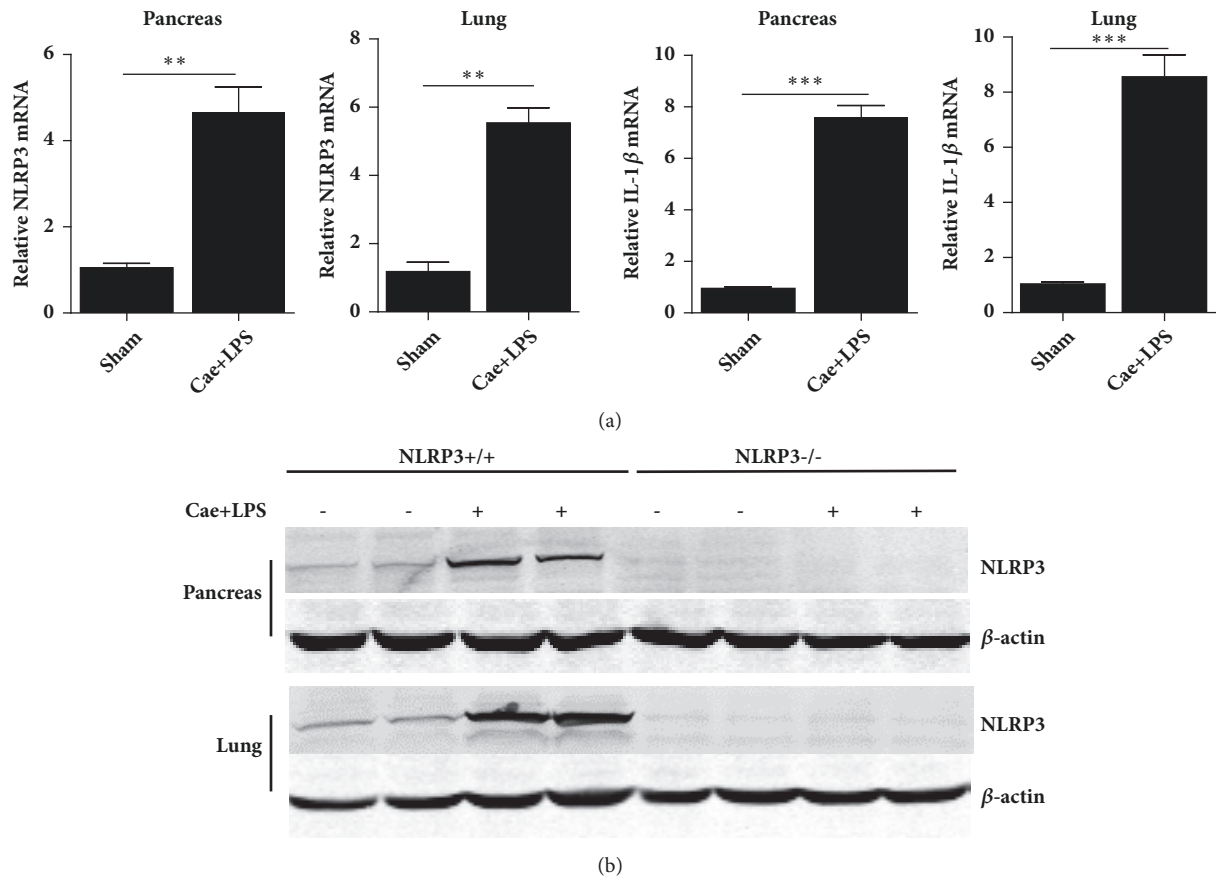 Pancreas
Relative NLRP3 mRNA
6
4
2
0
**
Sham
Cae+LPS
Lung
Relative NLRP3 mRNA
8
6
4
2
0
**
Sham
Cae+LPS
Pancreas
Relative IL-1β mRNA
10
8
6
4
2
0
***
Sham
Cae+LPS
Lung
Relative IL-1β mRNA
10
8
6
4
2
0
***
Sham
Cae+LPS
(a)
NLRP3+/+ NLRP3-/-
Cae+LPS - - + + - - + +
Pancreas
NLRP3
β-actin
Lung
NLRP3
β-actin
(b)